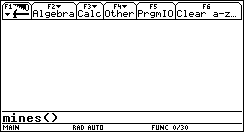 F1 F2 Algebra F3 Calc F4 Other F5 PrgmIO F6 Clear a-z…
mines()
MAIN RAD AUTO FUNC 0/30